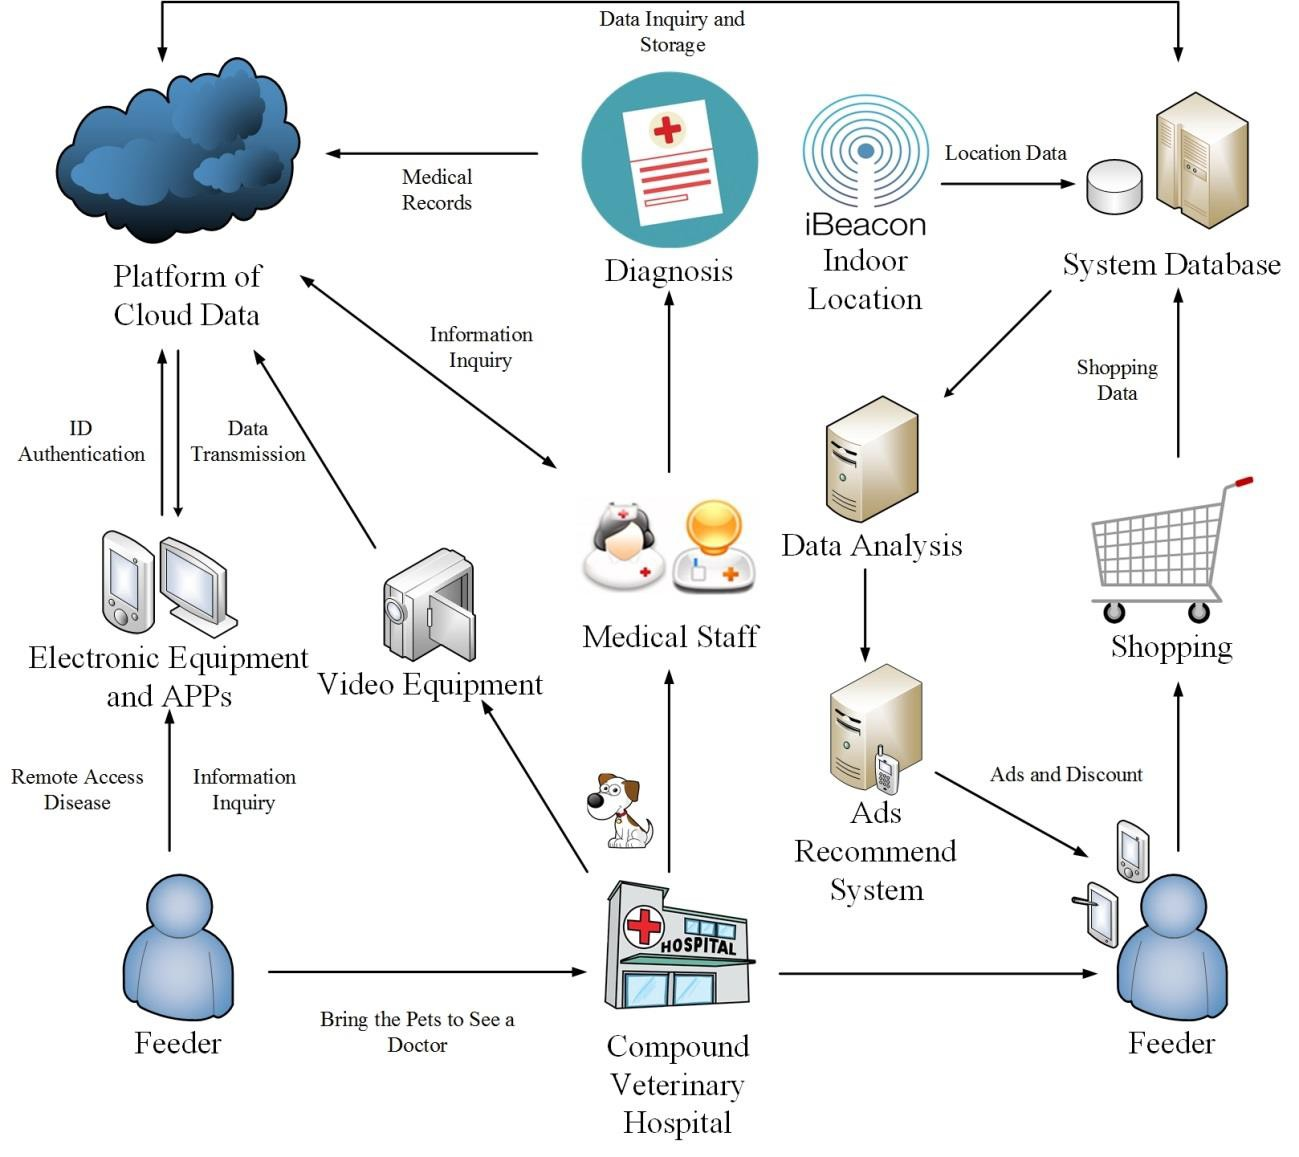 Data Inquiry and
Storage
Medical
Records
Location Data
iBeacon
Indoor
Location
Diagnosis
System Database
Platform of
Cloud Data
Information
Inquiry
Shopping
Data
ID
Authentication
Data
Transmission
Data Analysis
Medical Staff
Shopping
Electronic Equipment
and APPs
Video Equipment
Remote Access
Disease
Information
Inquiry
Ads and Discount
Ads
Recommend
System
HOSPITAL
Feeder
Bring the Pets to See a
Doctor
Compound
Veterinary
Hospital
Feeder